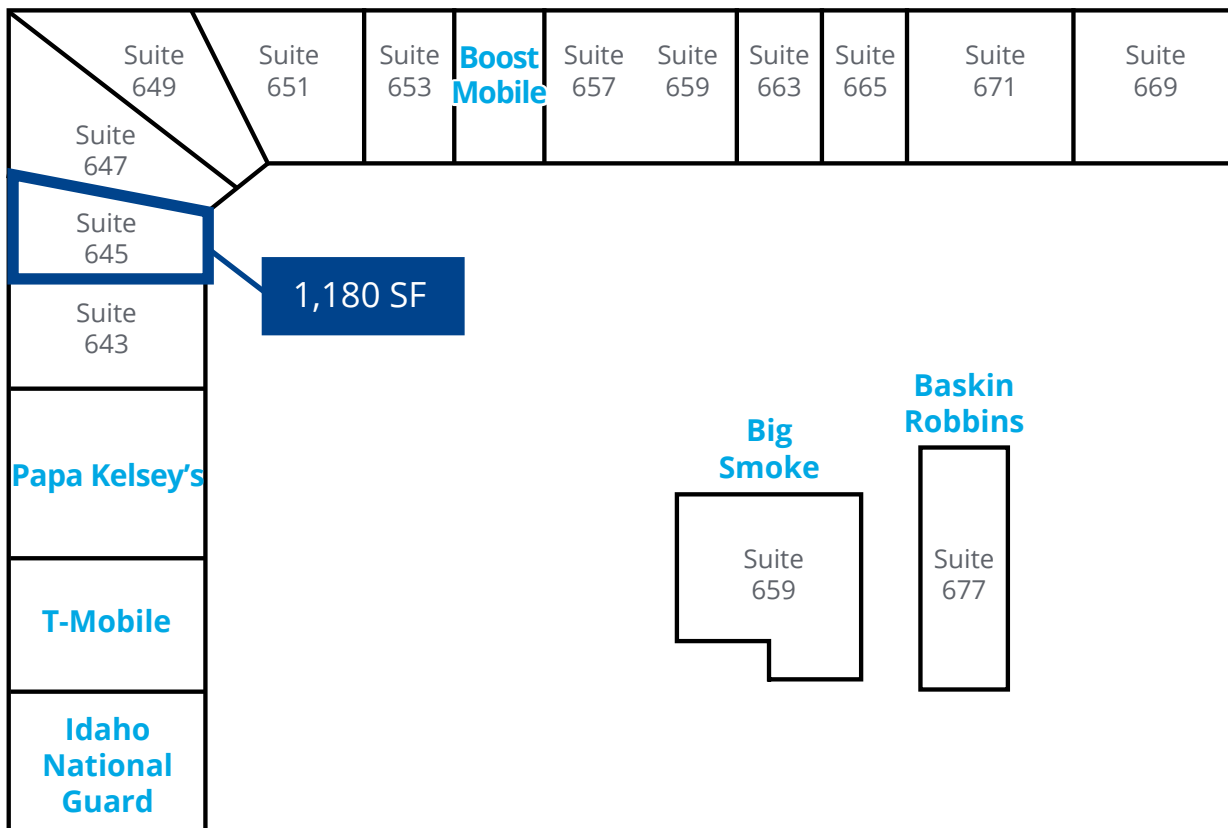 Suite
649
Suite
651
Suite
653
Boost
Mobile
Suite
657
Suite
659
Suite
663
Suite
665
Suite
671
Suite
669
Suite
647
Suite
645
1,180 SF
Suite
643
Papa Kelsey’s
T-Mobile
Idaho
National
Guard
Big
Smoke
Suite
659
Baskin
Robbins
Suite
677